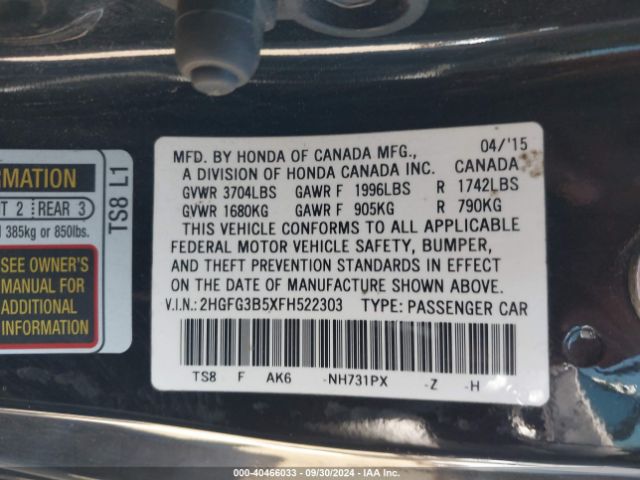 RMATION
T 2 REAR 3
385kg or 850lbs.
SEE OWNER'S
MANUAL FOR
ADDITIONAL
INFORMATION
TS8 L1
MFD. BY HONDA OF CANADA MFG., 04/'15
A DIVISION OF HONDA CANADA INC. CANADA
GVWR 3704LBS GAWR F 1996LBS R 1742LBS
GVWR 1680KG GAWR F 905KG R 790KG
THIS VEHICLE CONFORMS TO ALL APPLICABLE
FEDERAL MOTOR VEHICLE SAFETY, BUMPER,
AND THEFT PREVENTION STANDARDS IN EFFECT
ON THE DATE OF MANUFACTURE SHOWN ABOVE.
V.I.N.: 2HGFG3B5XFH522303 TYPE: PASSENGER CAR
TS8 F AK6 -NH731PX -Z -H
000-40466033 — 09/30/2024 — IAA Inc.